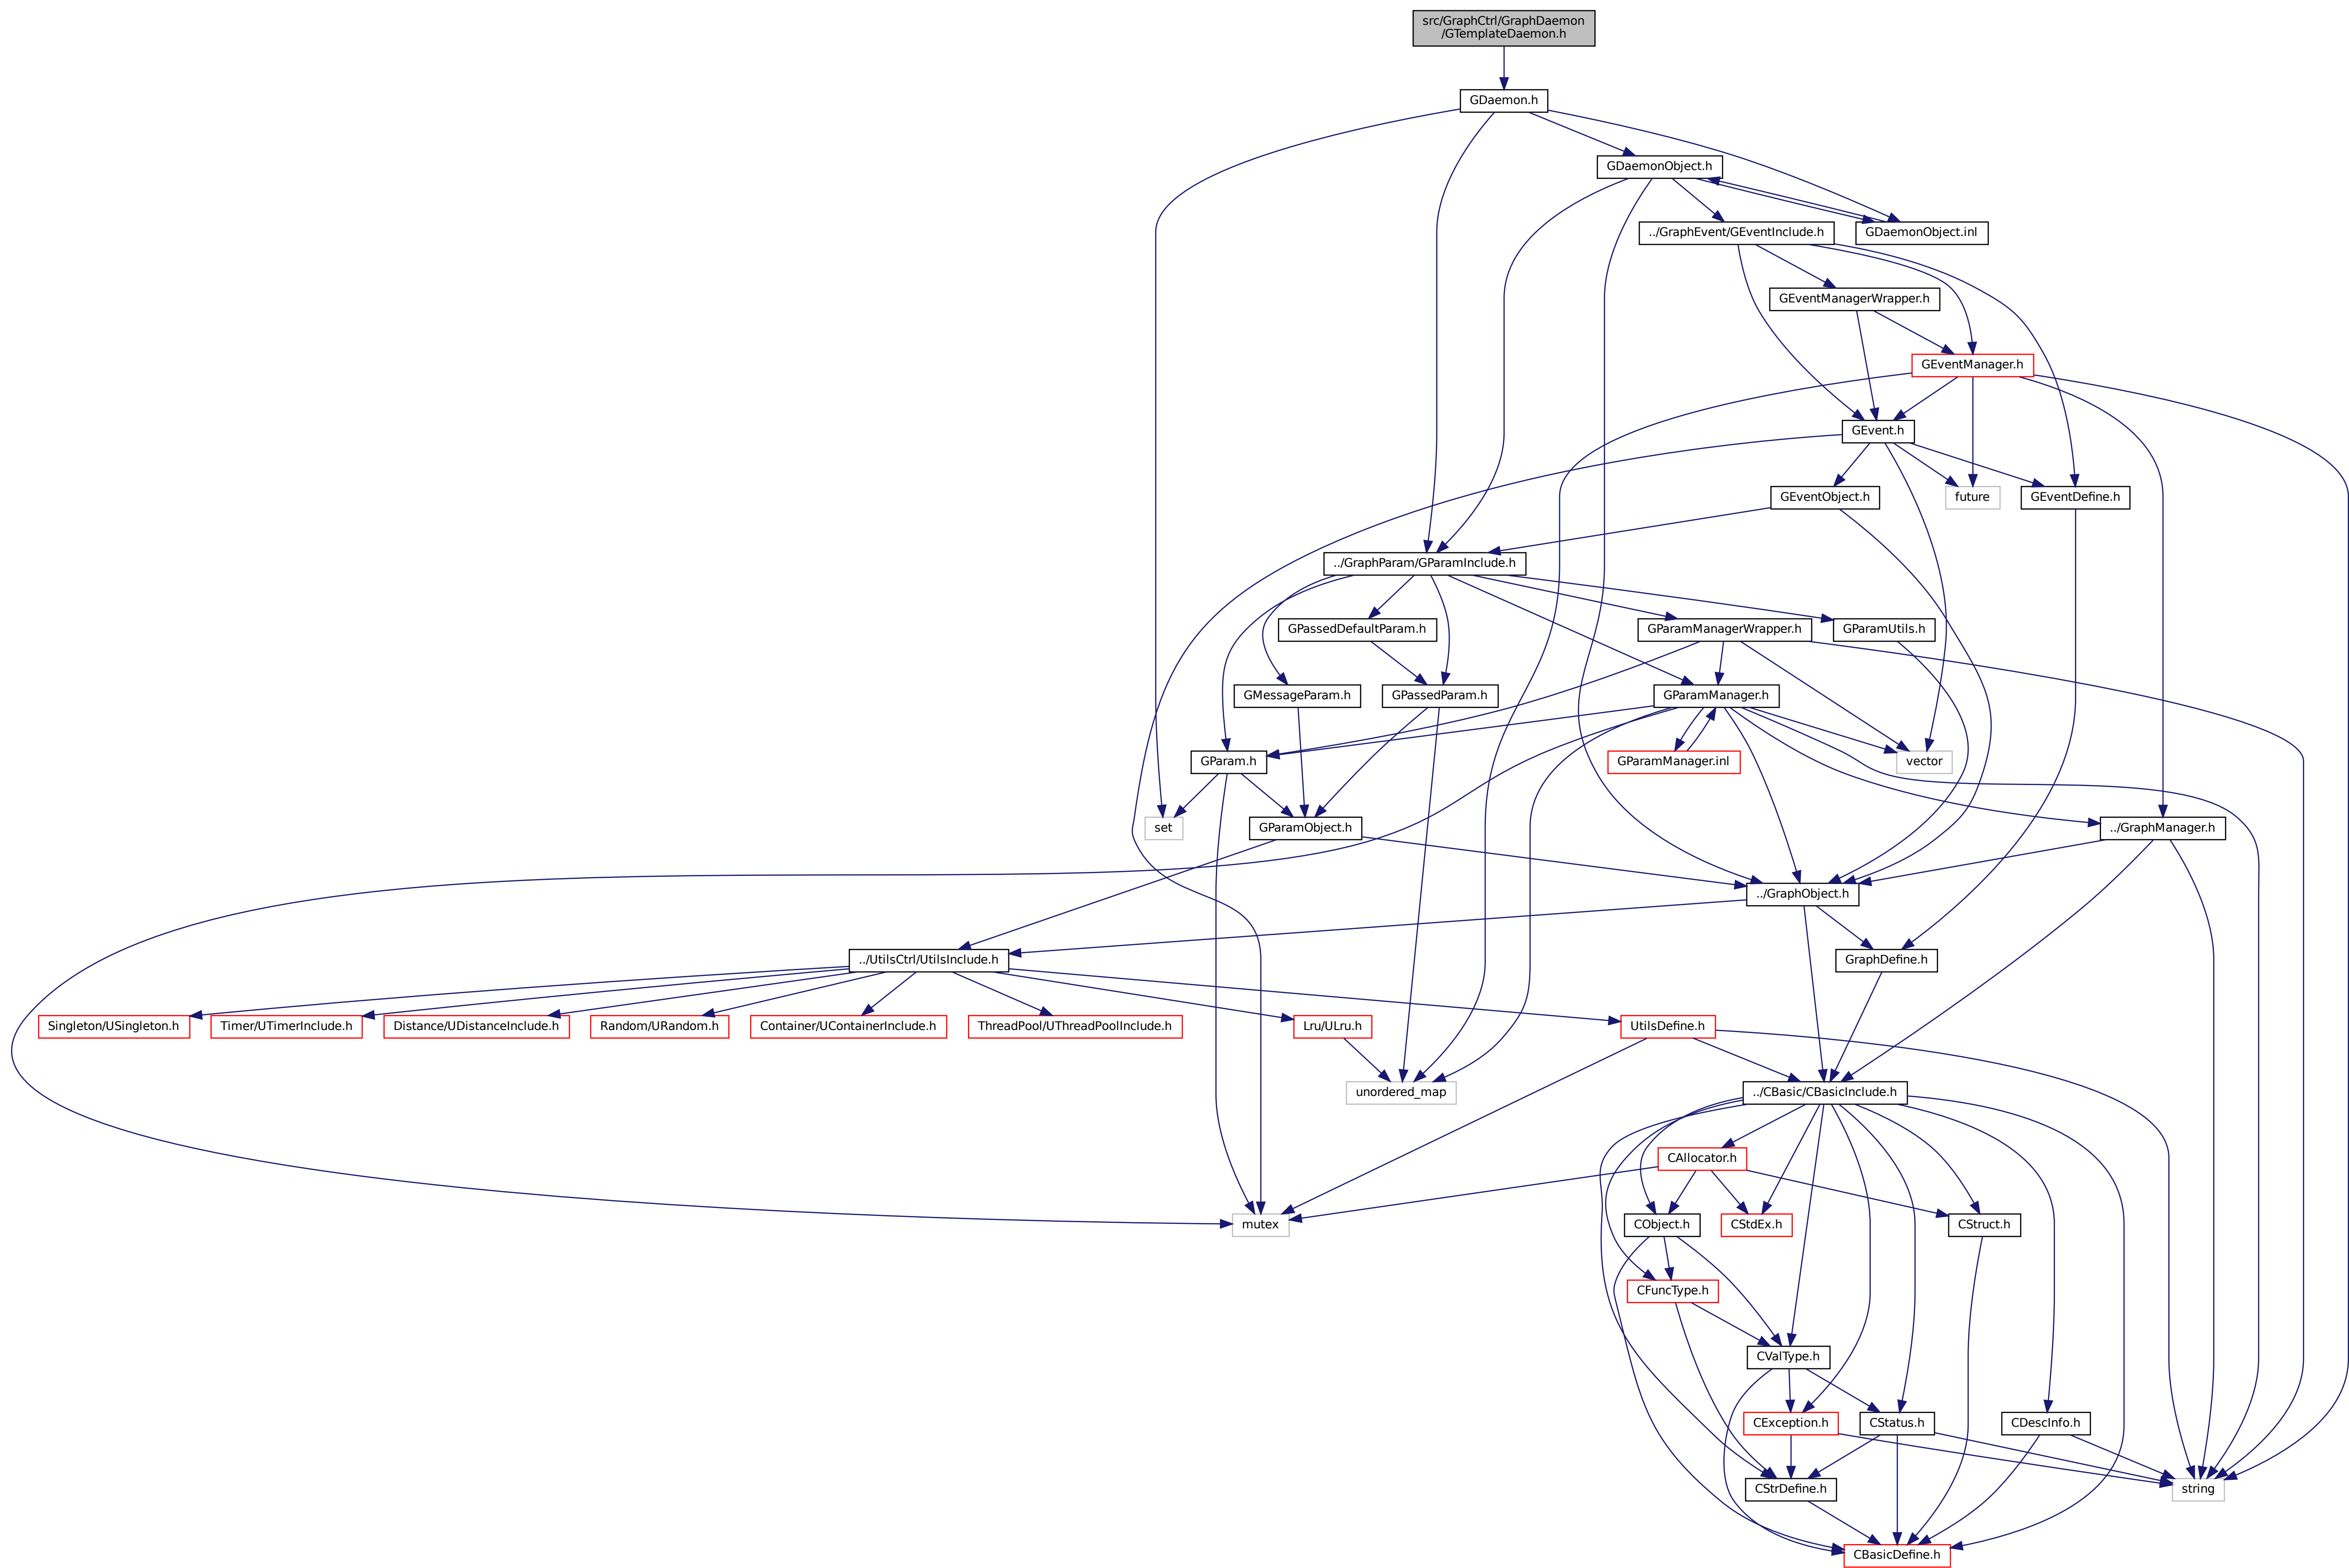 src/GraphCtrl/GraphDaemon
/GTemplateDaemon.h
GDaemon.h
GDaemonObject.h
../GraphEvent/GEventInclude.h
GDaemonObject.inl
GEventManagerWrapper.h
GEventManager.h
GEvent.h
GEventObject.h
future
GEventDefine.h
../GraphParam/GParamInclude.h
GPassedDefaultParam.h
GParamManagerWrapper.h
GParamUtils.h
GMessageParam.h
GPassedParam.h
GParamManager.h
GParam.h
GParamManager.inl
vector
set
GParamObject.h
../GraphManager.h
../GraphObject.h
../UtilsCtrl/UtilsInclude.h
GraphDefine.h
Singleton/USingleton.h
Timer/UTimerInclude.h
Distance/UDistanceInclude.h
Random/URandom.h
Container/UContainerInclude.h
ThreadPool/UThreadPoolInclude.h
Lru/ULru.h
UtilsDefine.h
unordered_map
../CBasic/CBasicInclude.h
CAllocator.h
mutex
CObject.h
CStdEx.h
CStruct.h
CFuncType.h
CValType.h
CException.h
CStatus.h
CDescInfo.h
CStrDefine.h
string
CBasicDefine.h